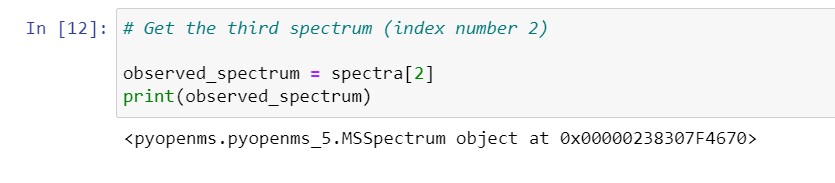 In [12]: # Get the third spectrum (index number 2)
observed_spectrum = spectra[2]
print(observed_spectrum)
<pyopenms.pyopenms_5.MSSpectrum object at 0x00000238307F4670>